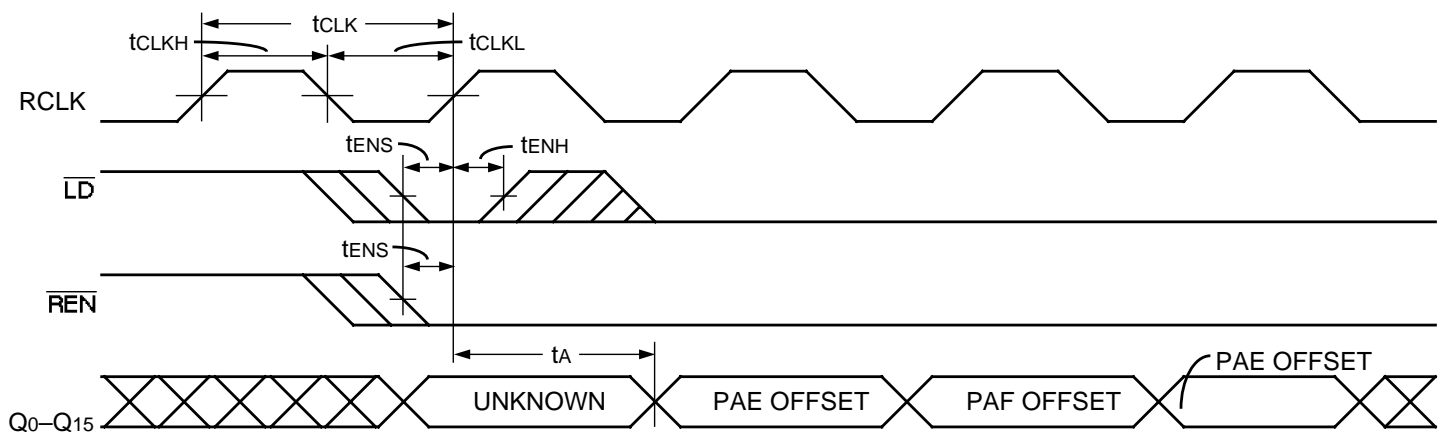 tCLK
tCLKH
tCLKL
RCLK
tENS
tENH
LD
tENS
REN
tA
PAE OFFSET
UNKNOWN
PAE OFFSET
PAF OFFSET
Q0–Q15